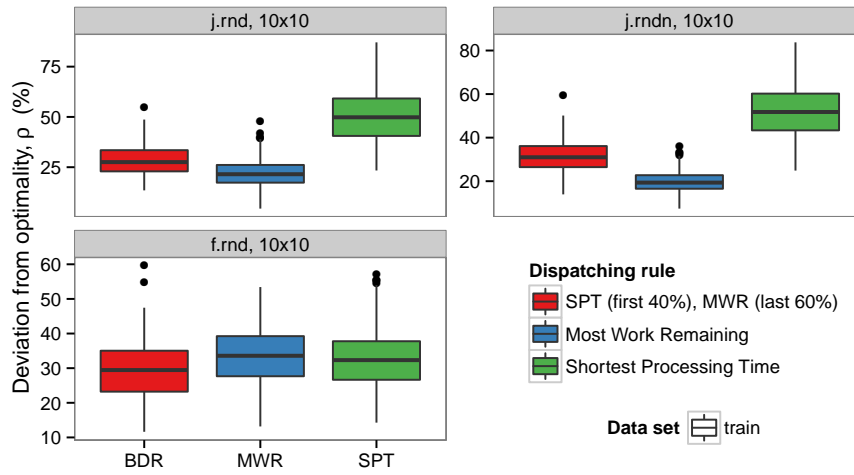 j.rnd, 10x10
j.rndn, 10x10
Deviation from optimality, ρ (%)
75
50
25
80
60
40
20
f.rnd, 10x10
60
50
40
30
20
10
BDR
MWR
SPT
Dispatching rule
SPT (first 40%), MWR (last 60%)
Most Work Remaining
Shortest Processing Time
Data set
train